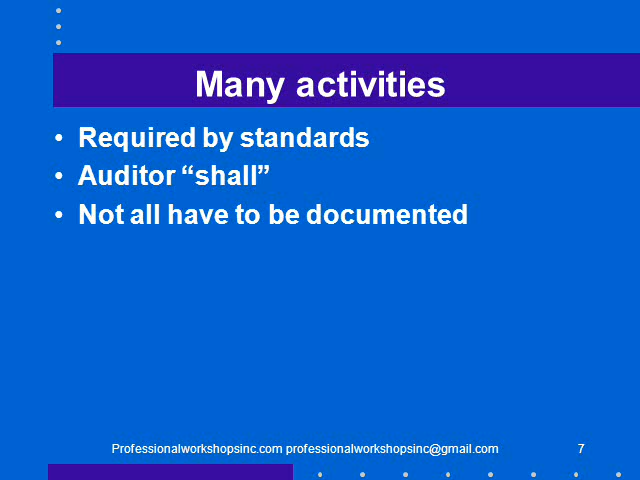 Many activities
• Required by standards
• Auditor “shall”
• Not all have to be documented
Professionalworkshopsinc.com professionalworkshopsinc@gmail.com 7